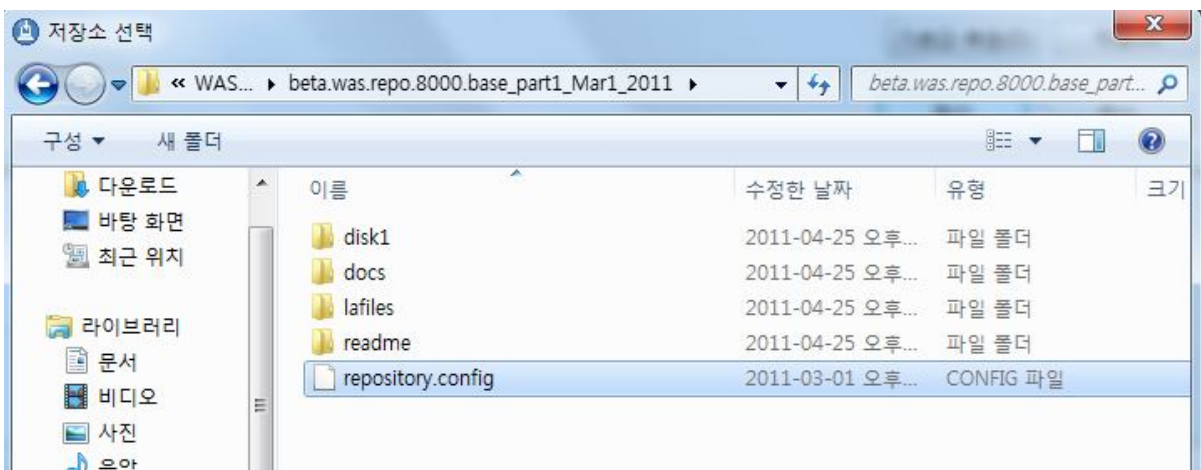 저장소 선택
« WAS... ▸ beta.was.repo.8000.base_part1_Mar1_2011 ▸
beta.was.repo.8000.base_part...
구성 ▼ 새 폴더
다운로드
바탕 화면
최근 위치
라이브러리
문서
비디오
사진
이름 수정한 날짜 유형 크기
disk1 2011-04-25 오후... 파일 폴더
docs 2011-04-25 오후... 파일 폴더
lafiles 2011-04-25 오후... 파일 폴더
readme 2011-04-25 오후... 파일 폴더
repository.config 2011-03-01 오후... CONFIG 파일